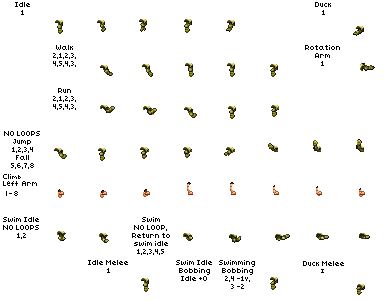 Idle
1
Duck
1
Walk
2,1,2,3,
4,5,4,3,
Rotation
Arm
1
Run
2,1,2,3,
4,5,4,3,
NO LOOPS
Jump
1,2,3,4
Fall
5,6,7,8
Climb
Left Arm
1-8
Swim Idle
NO LOOPS
1,2
Swim
NO LOOP,
Return to
swim idle
1,2,3,4,5
Idle Melee
1
Swim Idle
Bobbing
Idle +0
Swimming
Bobbing
2,4 -1v,
3 -2
Duck Melee
1